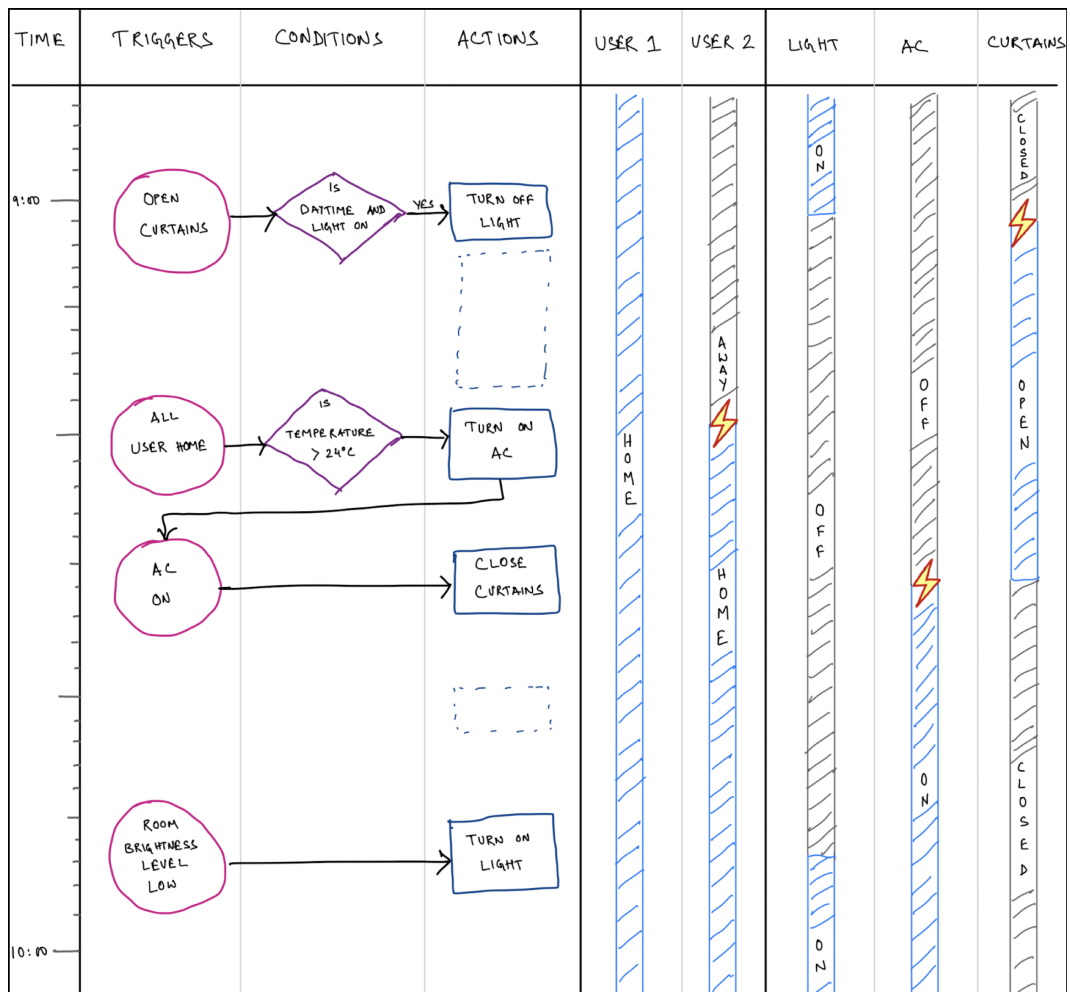 TIME
TRIGGERS
CONDITIONS
ACTIONS
USER 1
USER 2
LIGHT
AC
CURTAINS
9:00
OPEN
CURTAINS
IS
DAYTIME AND
LIGHT ON
YES
TURN OFF
LIGHT
ALL
USER HOME
IS
TEMPERATURE
> 24°C
TURN ON
AC
AC
ON
CLOSE
CURTAINS
ROOM
BRIGHTNESS
LEVEL
LOW
TURN ON
LIGHT
10:00
HOME
AWAY
HOME
ON
OFF
ON
OFF
ON
CLOSED
OPEN
CLOSED